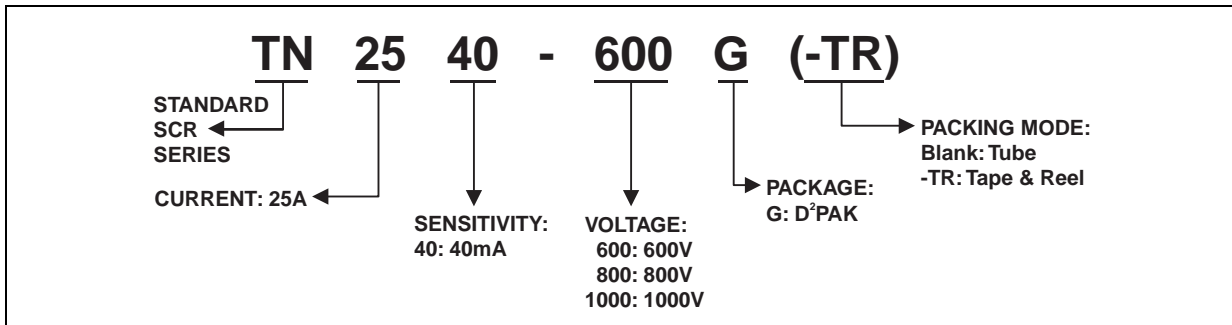 TN 25 40 - 600 G (-TR)
STANDARD
SCR
SERIES
CURRENT: 25A
SENSITIVITY:
40: 40mA
VOLTAGE:
600: 600V
800: 800V
1000: 1000V
PACKAGE:
G: D²PAK
PACKING MODE:
Blank: Tube
-TR: Tape & Reel